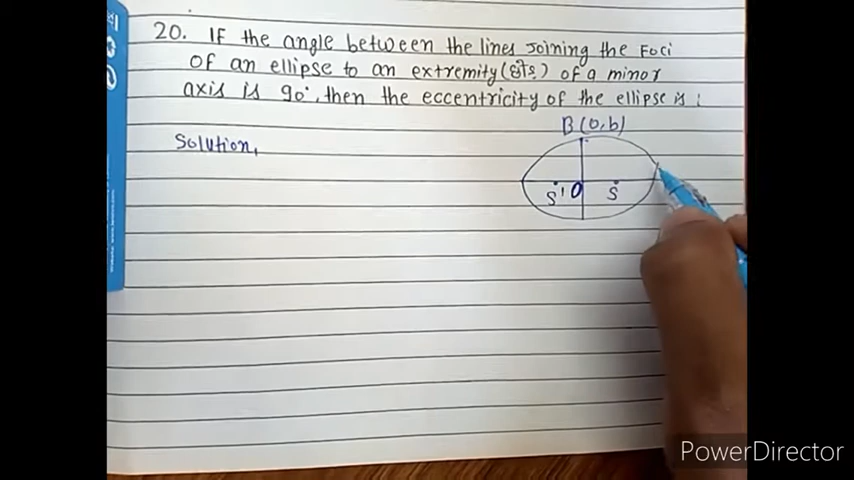 20. If the angle between the lines Joining the Foci
of an ellipse to an extremity ( ) of a minor
axis is 90°, then the eccentricity of the ellipse is :
Solution,
B (0,b)
S' O S
PowerDirector